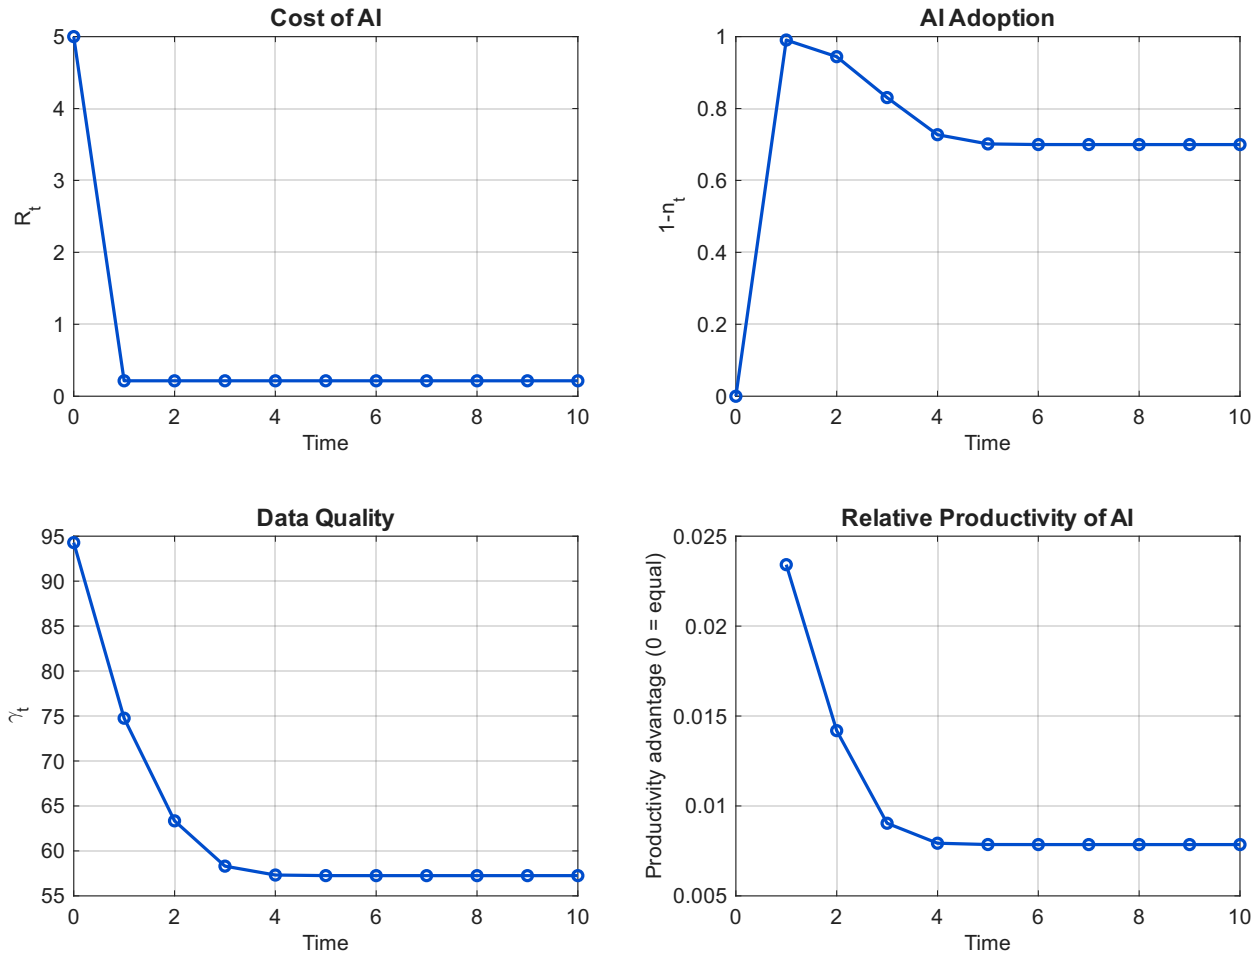 Cost of AI
5
4
3
2
1
0
R_t
0 2 4 6 8 10
Time
AI Adoption
1
0.8
0.6
0.4
0.2
0
1-n_t
0 2 4 6 8 10
Time
Data Quality
95
90
85
80
75
70
65
60
55
γ_t
0 2 4 6 8 10
Time
Relative Productivity of AI
0.025
0.02
0.015
0.01
0.005
Productivity advantage (0 = equal)
0 2 4 6 8 10
Time